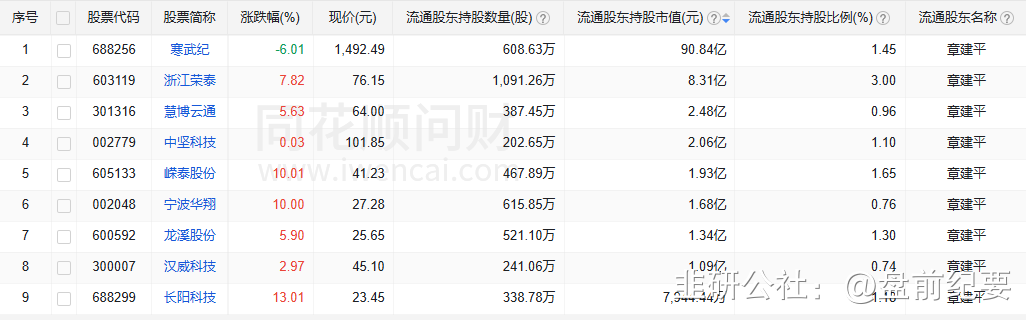 序号 股票代码 股票简称 涨跌幅(%) 现价(元) 流通股东持股数量(股) ? 流通股东持股市值(元) ? 流通股东持股比例(%) ? 流通股东名称 ?
1 688256 寒武纪 -6.01 1,492.49 608.63万 90.84亿 1.45 章建平
2 603119 浙江荣泰 7.82 76.15 1,091.26万 8.31亿 3.00 章建平
3 301316 慧博云通 5.63 64.00 387.45万 2.48亿 0.96 章建平
同花顺问财
4 002779 中坚科技 0.03 101.85 202.65万 2.06亿 1.10 章建平
www.iwencai.com
5 605133 嵘泰股份 10.01 41.23 467.89万 1.93亿 1.65 章建平
6 002048 宁波华翔 10.00 27.28 615.85万 1.68亿 0.76 章建平
7 600592 龙溪股份 5.90 25.65 521.10万 1.34亿 1.30 章建平
8 300007 汉威科技 2.97 45.10 241.06万 1.09亿 0.74 章建平
9 688299 长阳科技 13.01 23.45 338.78万 7,944.44万 1.18 章建平
韭研公社：@盘前纪要